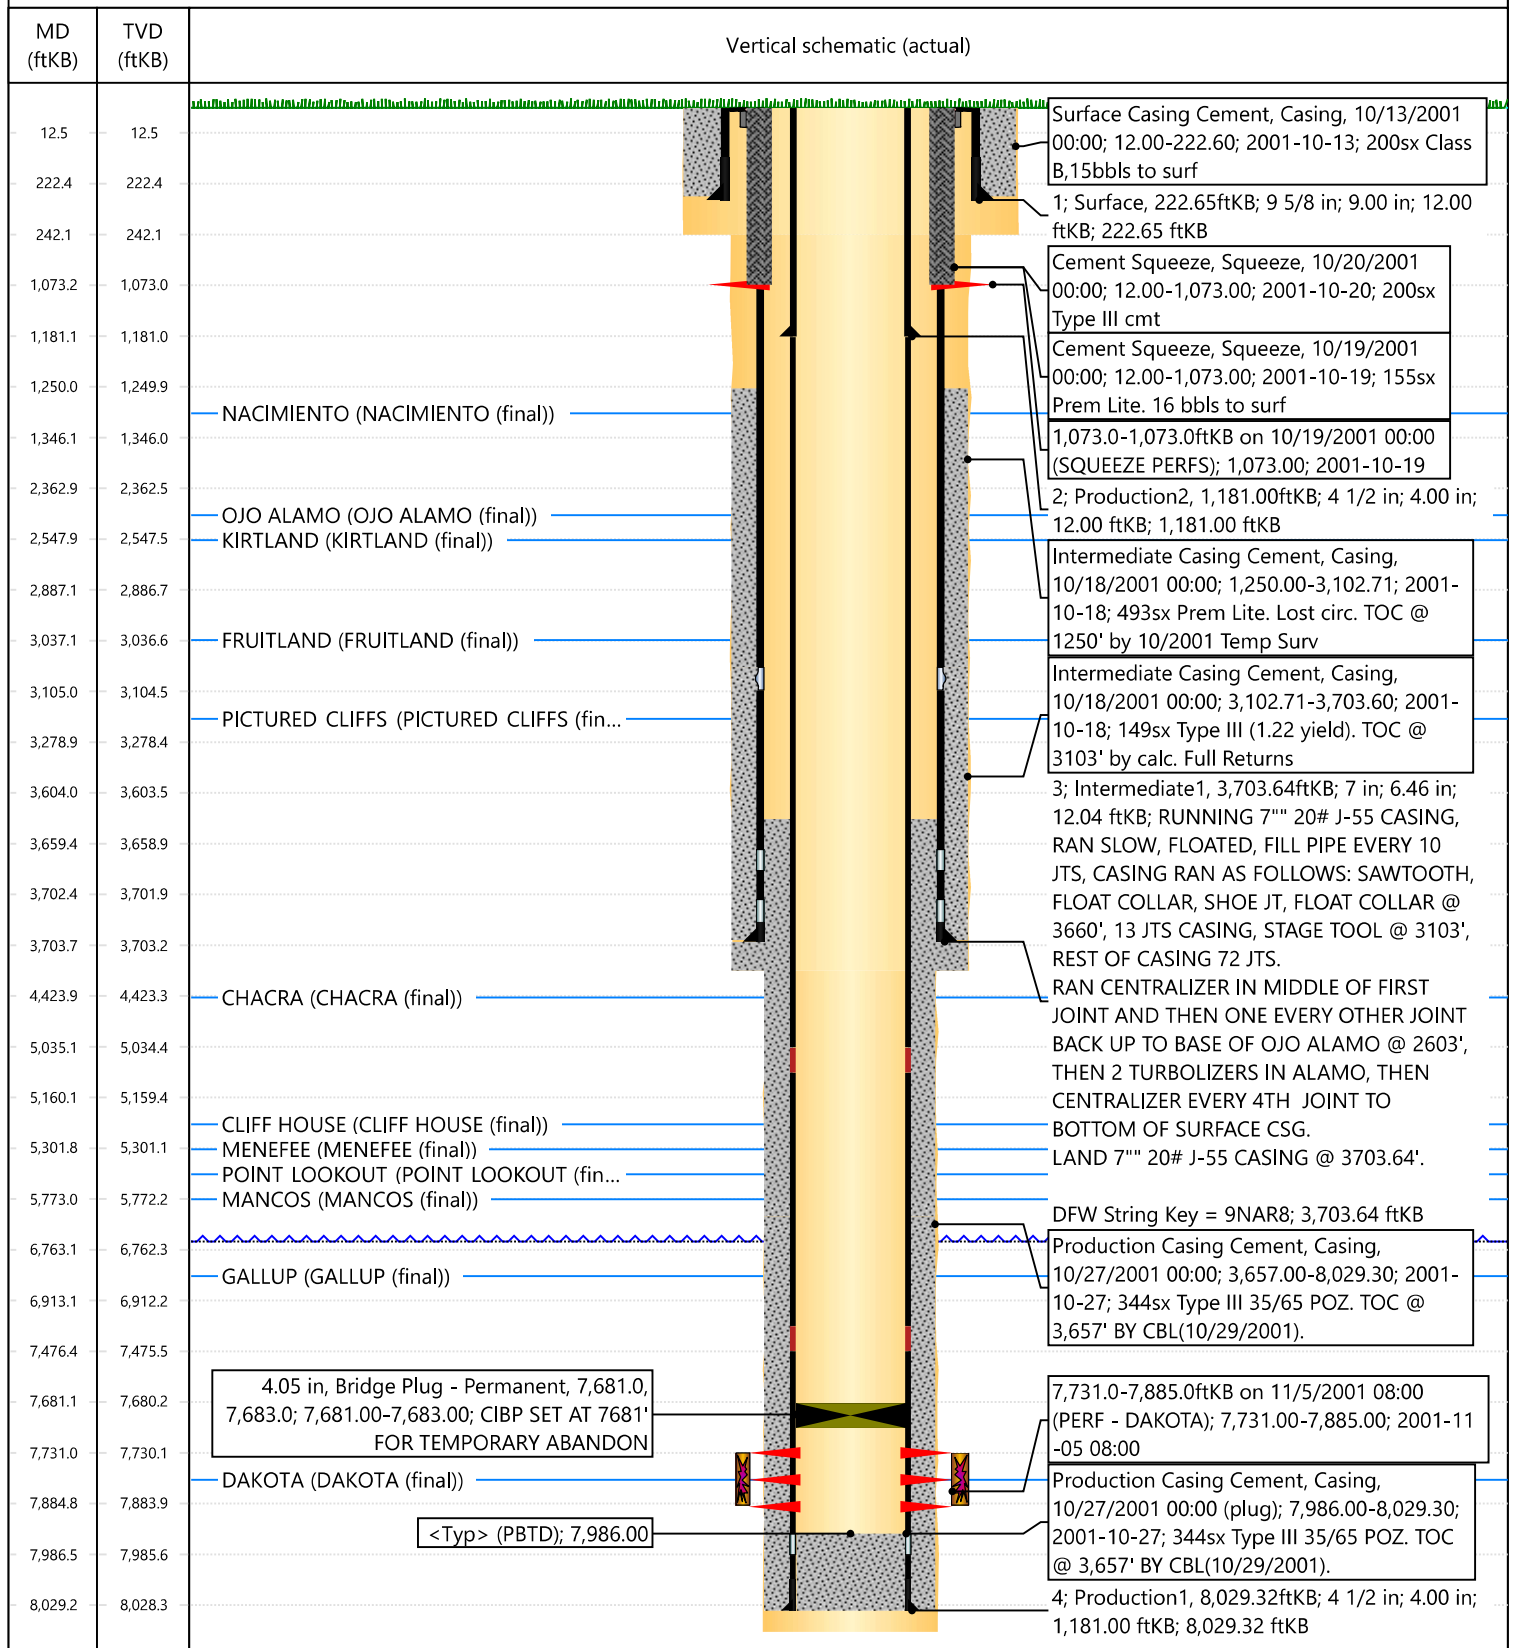 MD
(ftKB)
TVD
(ftKB)
Vertical schematic (actual)
12.5 12.5
222.4 222.4
242.1 242.1
1,073.2 1,073.0
1,181.1 1,181.0
1,250.0 1,249.9
1,346.1 1,346.0
2,362.9 2,362.5
2,547.9 2,547.5
2,887.1 2,886.7
3,037.1 3,036.6
3,105.0 3,104.5
3,278.9 3,278.4
3,604.0 3,603.5
3,659.4 3,658.9
3,702.4 3,701.9
3,703.7 3,703.2
4,423.9 4,423.3
5,035.1 5,034.4
5,160.1 5,159.4
5,301.8 5,301.1
5,773.0 5,772.2
6,763.1 6,762.3
6,913.1 6,912.2
7,476.4 7,475.5
7,681.1 7,680.2
7,731.0 7,730.1
7,884.8 7,883.9
7,986.5 7,985.6
8,029.2 8,028.3
NACIMIENTO (NACIMIENTO (final))
OJO ALAMO (OJO ALAMO (final))
KIRTLAND (KIRTLAND (final))
FRUITLAND (FRUITLAND (final))
PICTURED CLIFFS (PICTURED CLIFFS (fin...
CHACRA (CHACRA (final))
CLIFF HOUSE (CLIFF HOUSE (final))
MENEFEE (MENEFEE (final))
POINT LOOKOUT (POINT LOOKOUT (fin...
MANCOS (MANCOS (final))
GALLUP (GALLUP (final))
4.05 in, Bridge Plug - Permanent, 7,681.0,
7,683.0; 7,681.00-7,683.00; CIBP SET AT 7681'
FOR TEMPORARY ABANDON
DAKOTA (DAKOTA (final))
<Typ> (PBTD); 7,986.00
Surface Casing Cement, Casing, 10/13/2001
00:00; 12.00-222.60; 2001-10-13; 200sx Class
B,15bbls to surf
1; Surface, 222.65ftKB; 9 5/8 in; 9.00 in; 12.00
ftKB; 222.65 ftKB
Cement Squeeze, Squeeze, 10/20/2001
00:00; 12.00-1,073.00; 2001-10-20; 200sx
Type III cmt
Cement Squeeze, Squeeze, 10/19/2001
00:00; 12.00-1,073.00; 2001-10-19; 155sx
Prem Lite. 16 bbls to surf
1,073.0-1,073.0ftKB on 10/19/2001 00:00
(SQUEEZE PERFS); 1,073.00; 2001-10-19
2; Production2, 1,181.00ftKB; 4 1/2 in; 4.00 in;
12.00 ftKB; 1,181.00 ftKB
Intermediate Casing Cement, Casing,
10/18/2001 00:00; 1,250.00-3,102.71; 2001-
10-18; 493sx Prem Lite. Lost circ. TOC @
1250' by 10/2001 Temp Surv
Intermediate Casing Cement, Casing,
10/18/2001 00:00; 3,102.71-3,703.60; 2001-
10-18; 149sx Type III (1.22 yield). TOC @
3103' by calc. Full Returns
3; Intermediate1, 3,703.64ftKB; 7 in; 6.46 in;
12.04 ftKB; RUNNING 7"" 20# J-55 CASING,
RAN SLOW, FLOATED, FILL PIPE EVERY 10
JTS, CASING RAN AS FOLLOWS: SAWTOOTH,
FLOAT COLLAR, SHOE JT, FLOAT COLLAR @
3660', 13 JTS CASING, STAGE TOOL @ 3103',
REST OF CASING 72 JTS.
RAN CENTRALIZER IN MIDDLE OF FIRST
JOINT AND THEN ONE EVERY OTHER JOINT
BACK UP TO BASE OF OJO ALAMO @ 2603',
THEN 2 TURBOLIZERS IN ALAMO, THEN
CENTRALIZER EVERY 4TH JOINT TO
BOTTOM OF SURFACE CSG.
LAND 7"" 20# J-55 CASING @ 3703.64'.
DFW String Key = 9NAR8; 3,703.64 ftKB
Production Casing Cement, Casing,
10/27/2001 00:00; 3,657.00-8,029.30; 2001-
10-27; 344sx Type III 35/65 POZ. TOC @
3,657' BY CBL(10/29/2001).
7,731.0-7,885.0ftKB on 11/5/2001 08:00
(PERF - DAKOTA); 7,731.00-7,885.00; 2001-11
-05 08:00
Production Casing Cement, Casing,
10/27/2001 00:00 (plug); 7,986.00-8,029.30;
2001-10-27; 344sx Type III 35/65 POZ. TOC
@ 3,657' BY CBL(10/29/2001).
4; Production1, 8,029.32ftKB; 4 1/2 in; 4.00 in;
1,181.00 ftKB; 8,029.32 ftKB